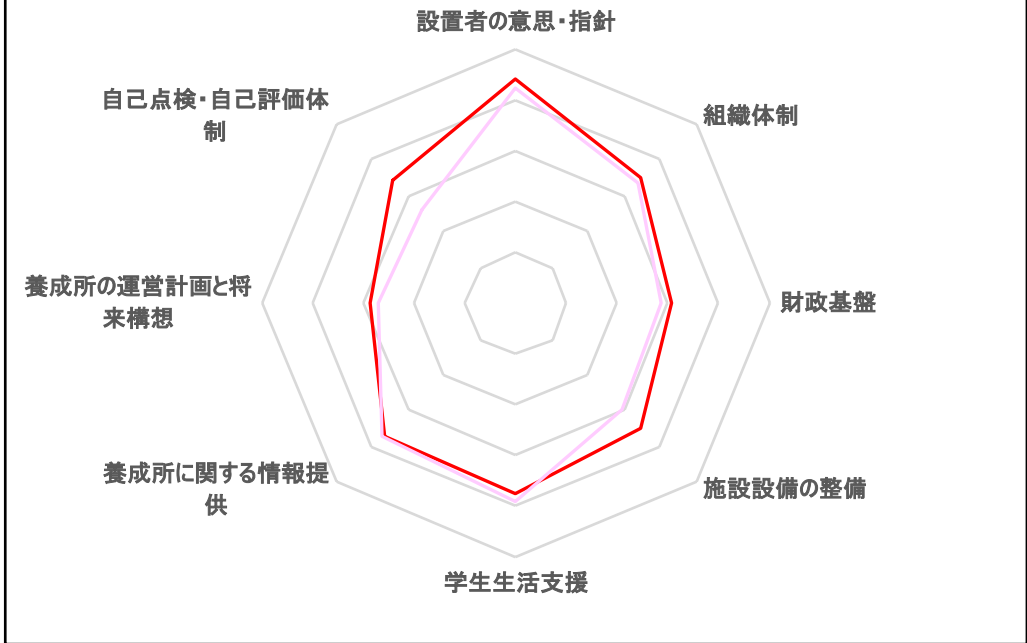 設置者の意思・指針
組織体制
財政基盤
施設設備の整備
学生生活支援
養成所に関する情報提
供
養成所の運営計画と将
来構想
自己点検・自己評価体
制